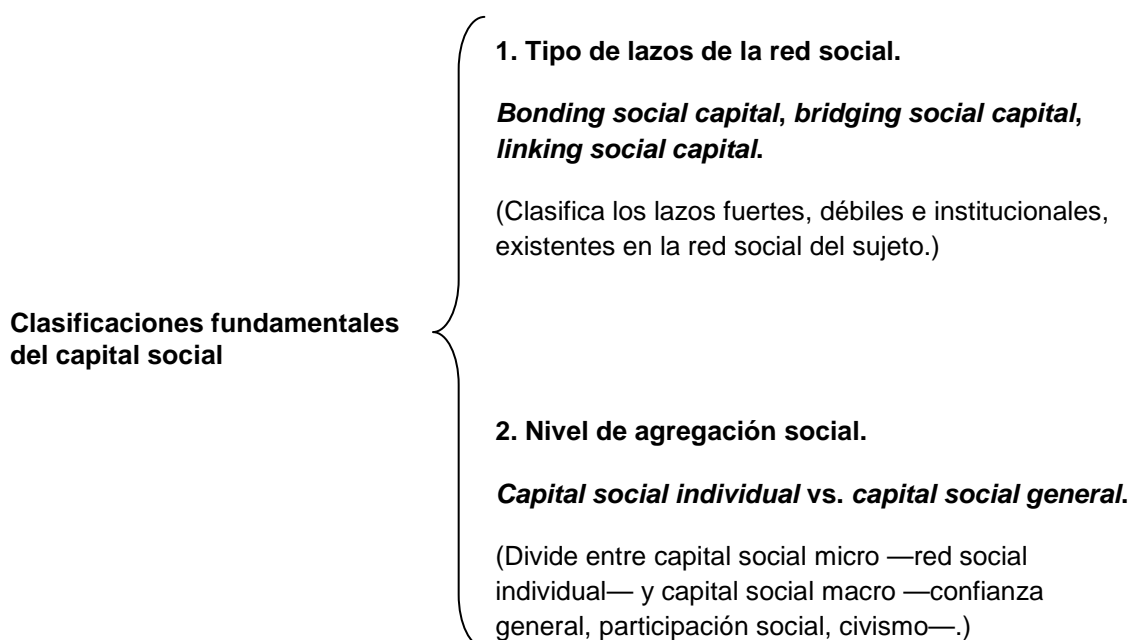 Clasificaciones fundamentales
del capital social
1. Tipo de lazos de la red social.
Bonding social capital, bridging social capital,
linking social capital.
(Clasifica los lazos fuertes, débiles e institucionales,
existentes en la red social del sujeto.)
2. Nivel de agregación social.
Capital social individual vs. capital social general.
(Divide entre capital social micro —red social
individual— y capital social macro —confianza
general, participación social, civismo—.)